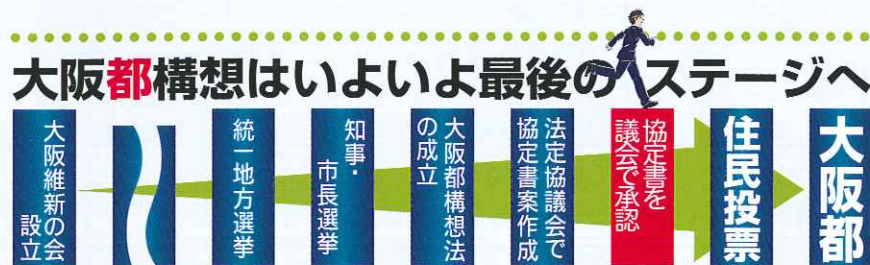 大阪都構想はいよいよ最後のステージへ
大阪維新の会
設立
統一地方選挙
知事・
市長選挙
大阪都構想法
の成立
法定協議会で
協定書案作成
協定書を
議会で承認
住民投票
大阪都